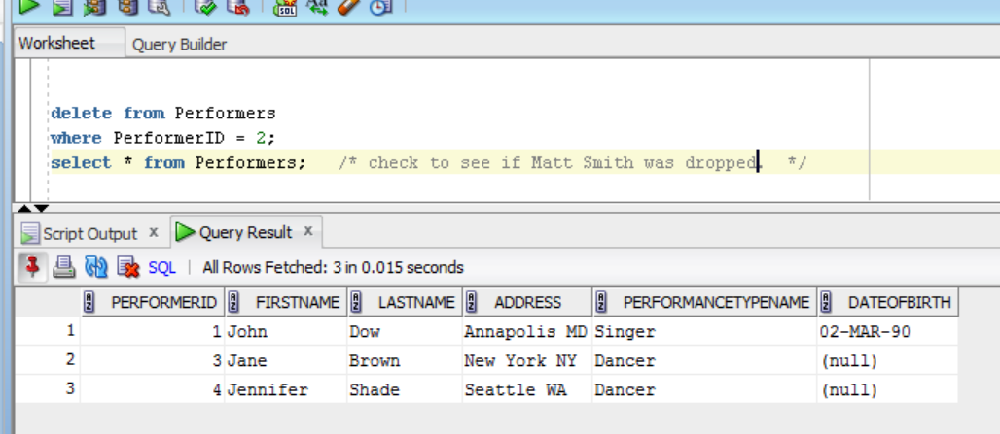 Worksheet Query Builder
delete from Performers
where PerformerID = 2;
select * from Performers; /* check to see if Matt Smith was dropped. */
Script Output x Query Result x
SQL | All Rows Fetched: 3 in 0.015 seconds
PERFORMERID FIRSTNAME LASTNAME ADDRESS PERFORMANCETYPENAME DATEOFBIRTH
1 1 John Dow Annapolis MD Singer 02-MAR-90
2 3 Jane Brown New York NY Dancer (null)
3 4 Jennifer Shade Seattle WA Dancer (null)